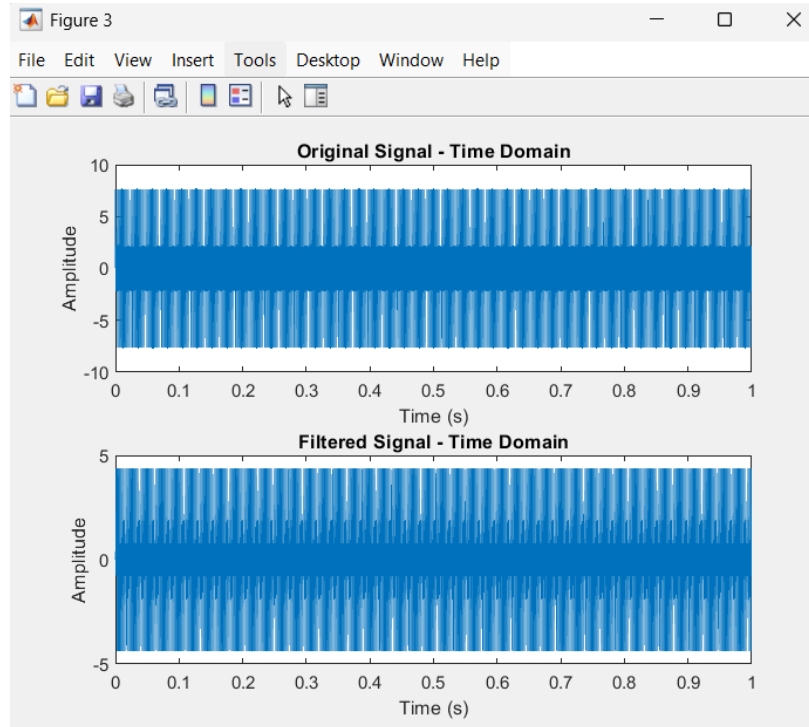 Figure 3
File Edit View Insert Tools Desktop Window Help
Original Signal - Time Domain
10
5
0
-5
-10
Amplitude
0 0.1 0.2 0.3 0.4 0.5 0.6 0.7 0.8 0.9 1
Time (s)
Filtered Signal - Time Domain
5
0
-5
Amplitude
0 0.1 0.2 0.3 0.4 0.5 0.6 0.7 0.8 0.9 1
Time (s)